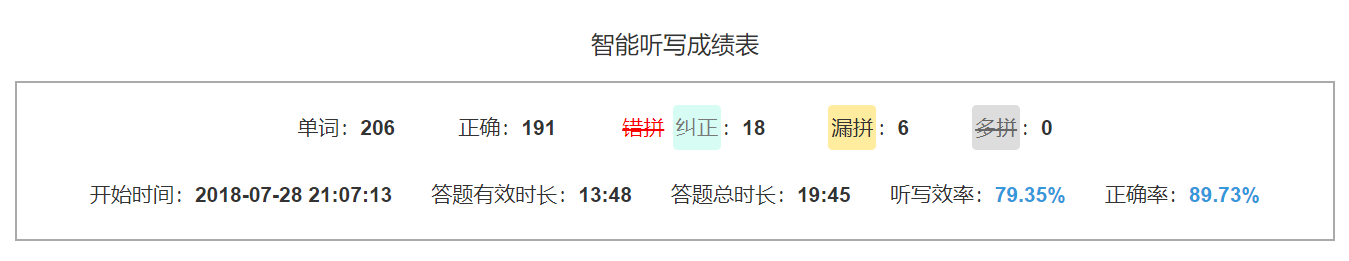 智能听写成绩表
单词：206 正确：191 错拼 纠正：18 漏拼：6 多拼：0
开始时间：2018-07-28 21:07:13 答题有效时长：13:48 答题总时长：19:45 听写效率：79.35% 正确率：89.73%